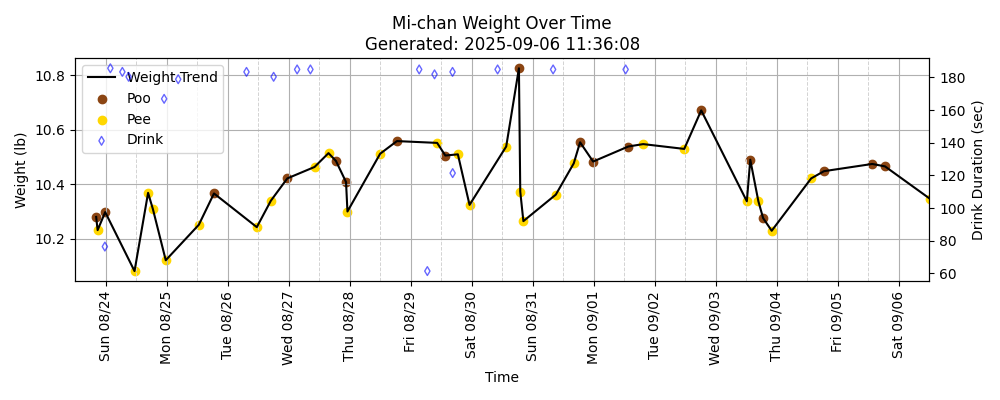 Mi-chan Weight Over Time
Generated: 2025-09-06 11:36:08
Weight (lb)
10.8
10.6
10.4
10.2
Weight Trend
Poo
Pee
Drink
180
160
140
120
100
80
60
Drink Duration (sec)
Sun 08/24
Mon 08/25
Tue 08/26
Wed 08/27
Thu 08/28
Fri 08/29
Sat 08/30
Sun 08/31
Mon 09/01
Tue 09/02
Wed 09/03
Thu 09/04
Fri 09/05
Sat 09/06
Time